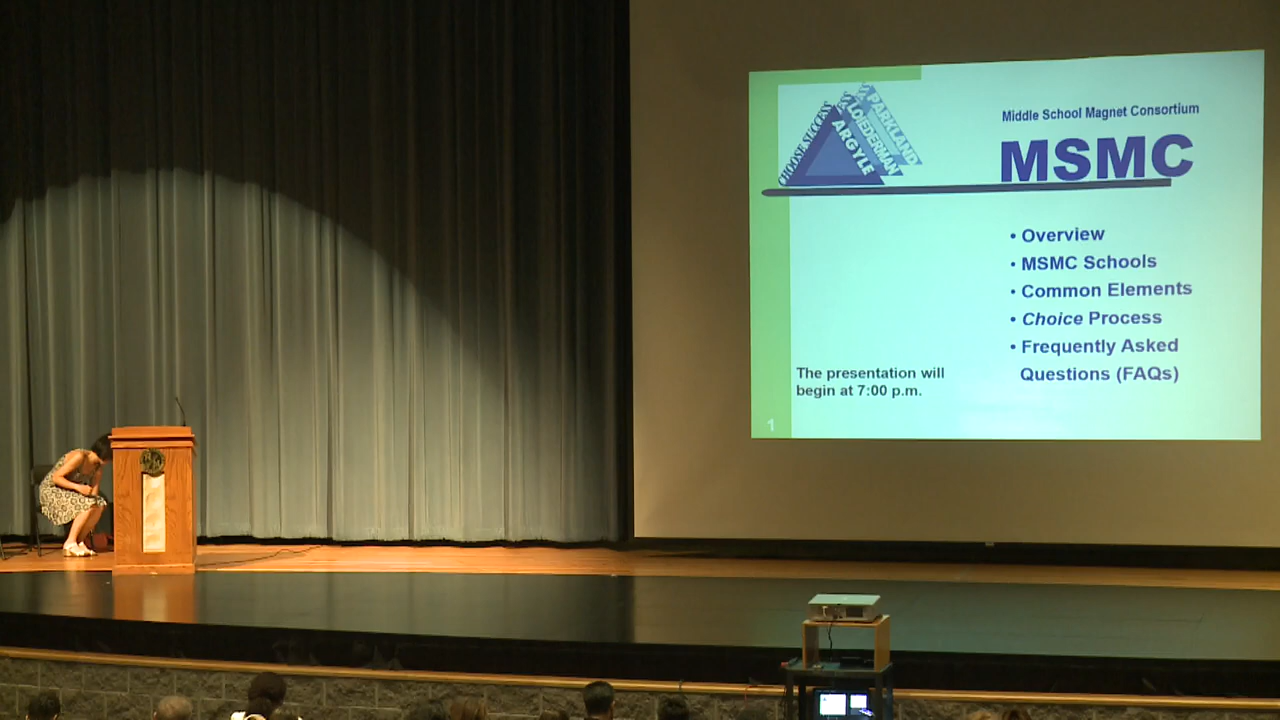 CHOOSE SUCCESS
ARGYLE
LOIEDERMAN
PARKLAND
Middle School Magnet Consortium
MSMC
• Overview
• MSMC Schools
• Common Elements
• Choice Process
• Frequently Asked
Questions (FAQs)
The presentation will
begin at 7:00 p.m.
1